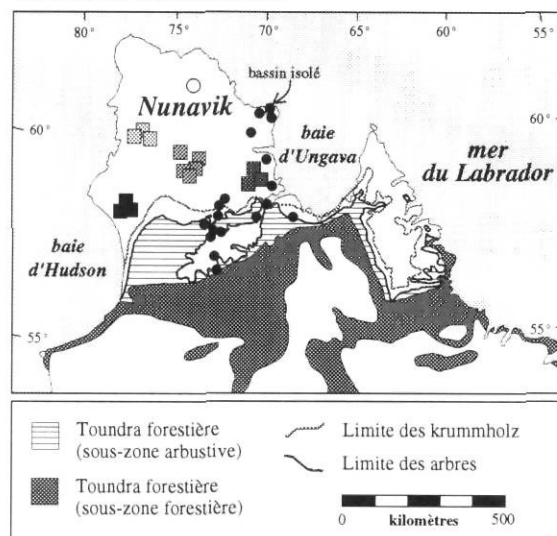 80° 75° 70° 65° 60° 55°
bassin isolé
Nunavik
60° 60°
baie
d'Ungava
mer
du Labrador
baie
d'Hudson
55° 55°
Toundra forestière
(sous-zone arbustive)
Toundra forestière
(sous-zone forestière)
Limite des krummholz
Limite des arbres
0 kilomètres 500